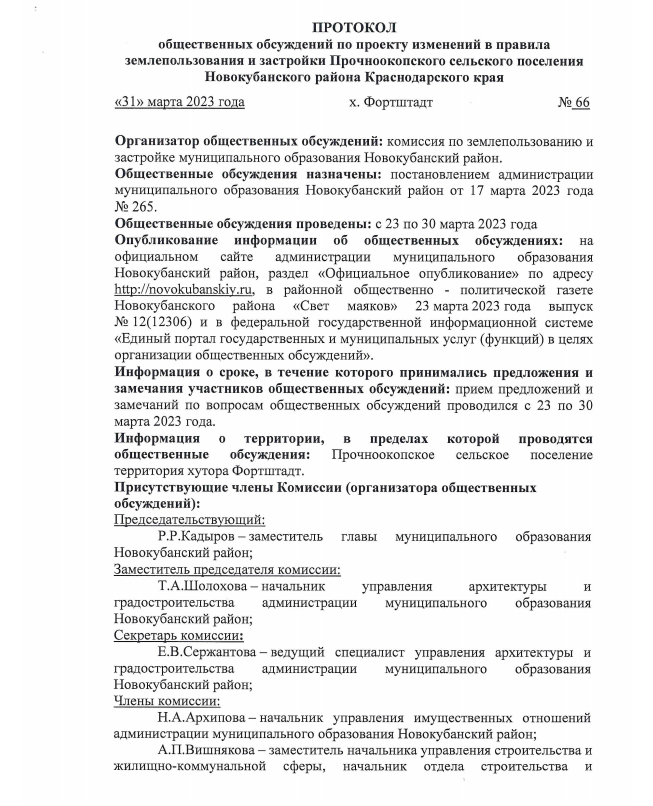 ПРОТОКОЛ
общественных обсуждений по проекту изменений в правила
землепользования и застройки Прочноокопского сельского поселения
Новокубанского района Краснодарского края
«31» марта 2023 года х. Фортштадт № 66
Организатор общественных обсуждений: комиссия по землепользованию и
застройке муниципального образования Новокубанский район.
Общественные обсуждения назначены: постановлением администрации
муниципального образования Новокубанский район от 17 марта 2023 года
№ 265.
Общественные обсуждения проведены: с 23 по 30 марта 2023 года
Опубликование информации об общественных обсуждениях: на
официальном сайте администрации муниципального образования
Новокубанский район, раздел «Официальное опубликование» по адресу
http://novokubanskiy.ru, в районной общественно - политической газете
Новокубанского района «Свет маяков» 23 марта 2023 года выпуск
№ 12(12306) и в федеральной государственной информационной системе
«Единый портал государственных и муниципальных услуг (функций) в целях
организации общественных обсуждений».
Информация о сроке, в течение которого принимались предложения и
замечания участников общественных обсуждений: прием предложений и
замечаний по вопросам общественных обсуждений проводился с 23 по 30
марта 2023 года.
Информация о территории, в пределах которой проводятся
общественные обсуждения: Прочноокопское сельское поселение
территория хутора Фортштадт.
Присутствующие члены Комиссии (организатора общественных
обсуждений):
Председательствующий:
Р.Р.Кадыров – заместитель главы муниципального образования
Новокубанский район;
Заместитель председателя комиссии:
Т.А.Шолохова – начальник управления архитектуры и
градостроительства администрации муниципального образования
Новокубанский район;
Секретарь комиссии:
Е.В.Сержантова – ведущий специалист управления архитектуры и
градостроительства администрации муниципального образования
Новокубанский район;
Члены комиссии:
Н.А.Архипова – начальник управления имущественных отношений
администрации муниципального образования Новокубанский район;
А.П.Вишнякова – заместитель начальника управления строительства и
жилищно-коммунальной сферы, начальник отдела строительства и